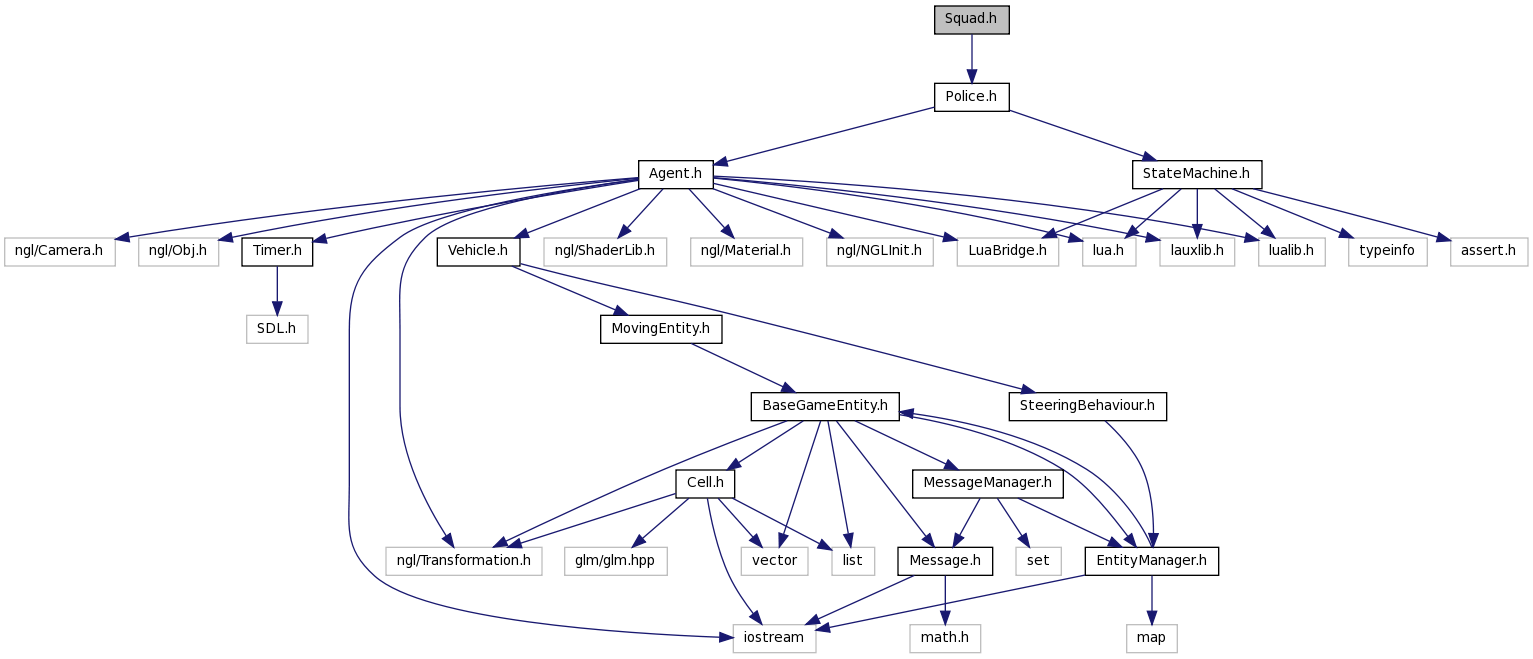 Squad.h
Police.h
Agent.h
StateMachine.h
ngl/Camera.h
ngl/Obj.h
Timer.h
Vehicle.h
ngl/ShaderLib.h
ngl/Material.h
ngl/NGLInit.h
LuaBridge.h
lua.h
lauxlib.h
lualib.h
typeinfo
assert.h
SDL.h
MovingEntity.h
BaseGameEntity.h
SteeringBehaviour.h
Cell.h
MessageManager.h
ngl/Transformation.h
glm/glm.hpp
vector
list
Message.h
set
EntityManager.h
iostream
math.h
map